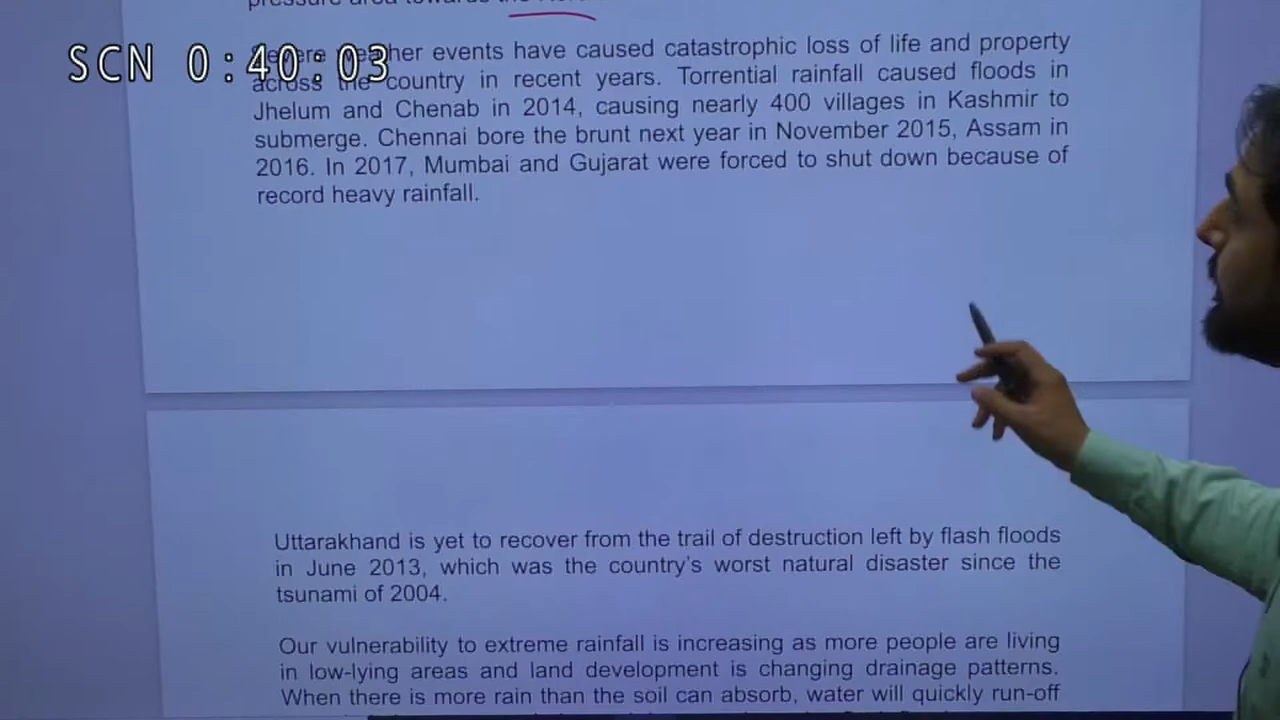 pressure area towards the
SCN 0:40:03
events have caused catastrophic loss of life and property
across the country in recent years. Torrential rainfall caused floods in
Jhelum and Chenab in 2014, causing nearly 400 villages in Kashmir to
submerge. Chennai bore the brunt next year in November 2015, Assam in
2016. In 2017, Mumbai and Gujarat were forced to shut down because of
record heavy rainfall.
Uttarakhand is yet to recover from the trail of destruction left by flash floods
in June 2013, which was the country's worst natural disaster since the
tsunami of 2004.
Our vulnerability to extreme rainfall is increasing as more people are living
in low-lying areas and land development is changing drainage patterns.
When there is more rain than the soil can absorb, water will quickly run-off